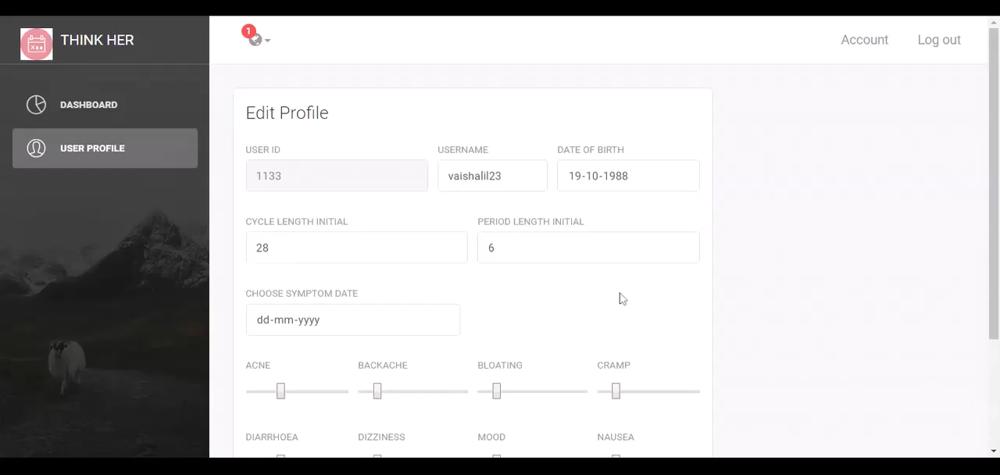 THINK HER
1
Account
Log out
DASHBOARD
USER PROFILE
Edit Profile
USER ID
USERNAME
DATE OF BIRTH
1133
vaishalil23
19-10-1988
CYCLE LENGTH INITIAL
PERIOD LENGTH INITIAL
28
6
CHOOSE SYMPTOM DATE
dd-mm-yyyy
ACNE
BACKACHE
BLOATING
CRAMP
DIARRHOEA
DIZZINESS
MOOD
NAUSEA